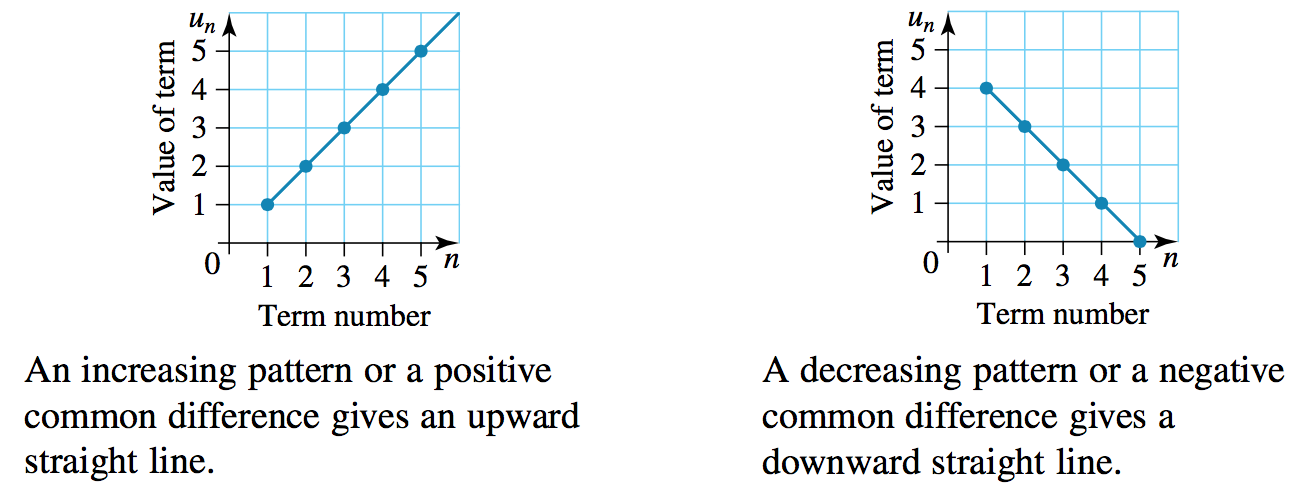 uₙ
Value of term
5
4
3
2
1
0
1 2 3 4 5
n
Term number
An increasing pattern or a positive
common difference gives an upward
straight line.
uₙ
Value of term
5
4
3
2
1
0
1 2 3 4 5
n
Term number
A decreasing pattern or a negative
common difference gives a
downward straight line.